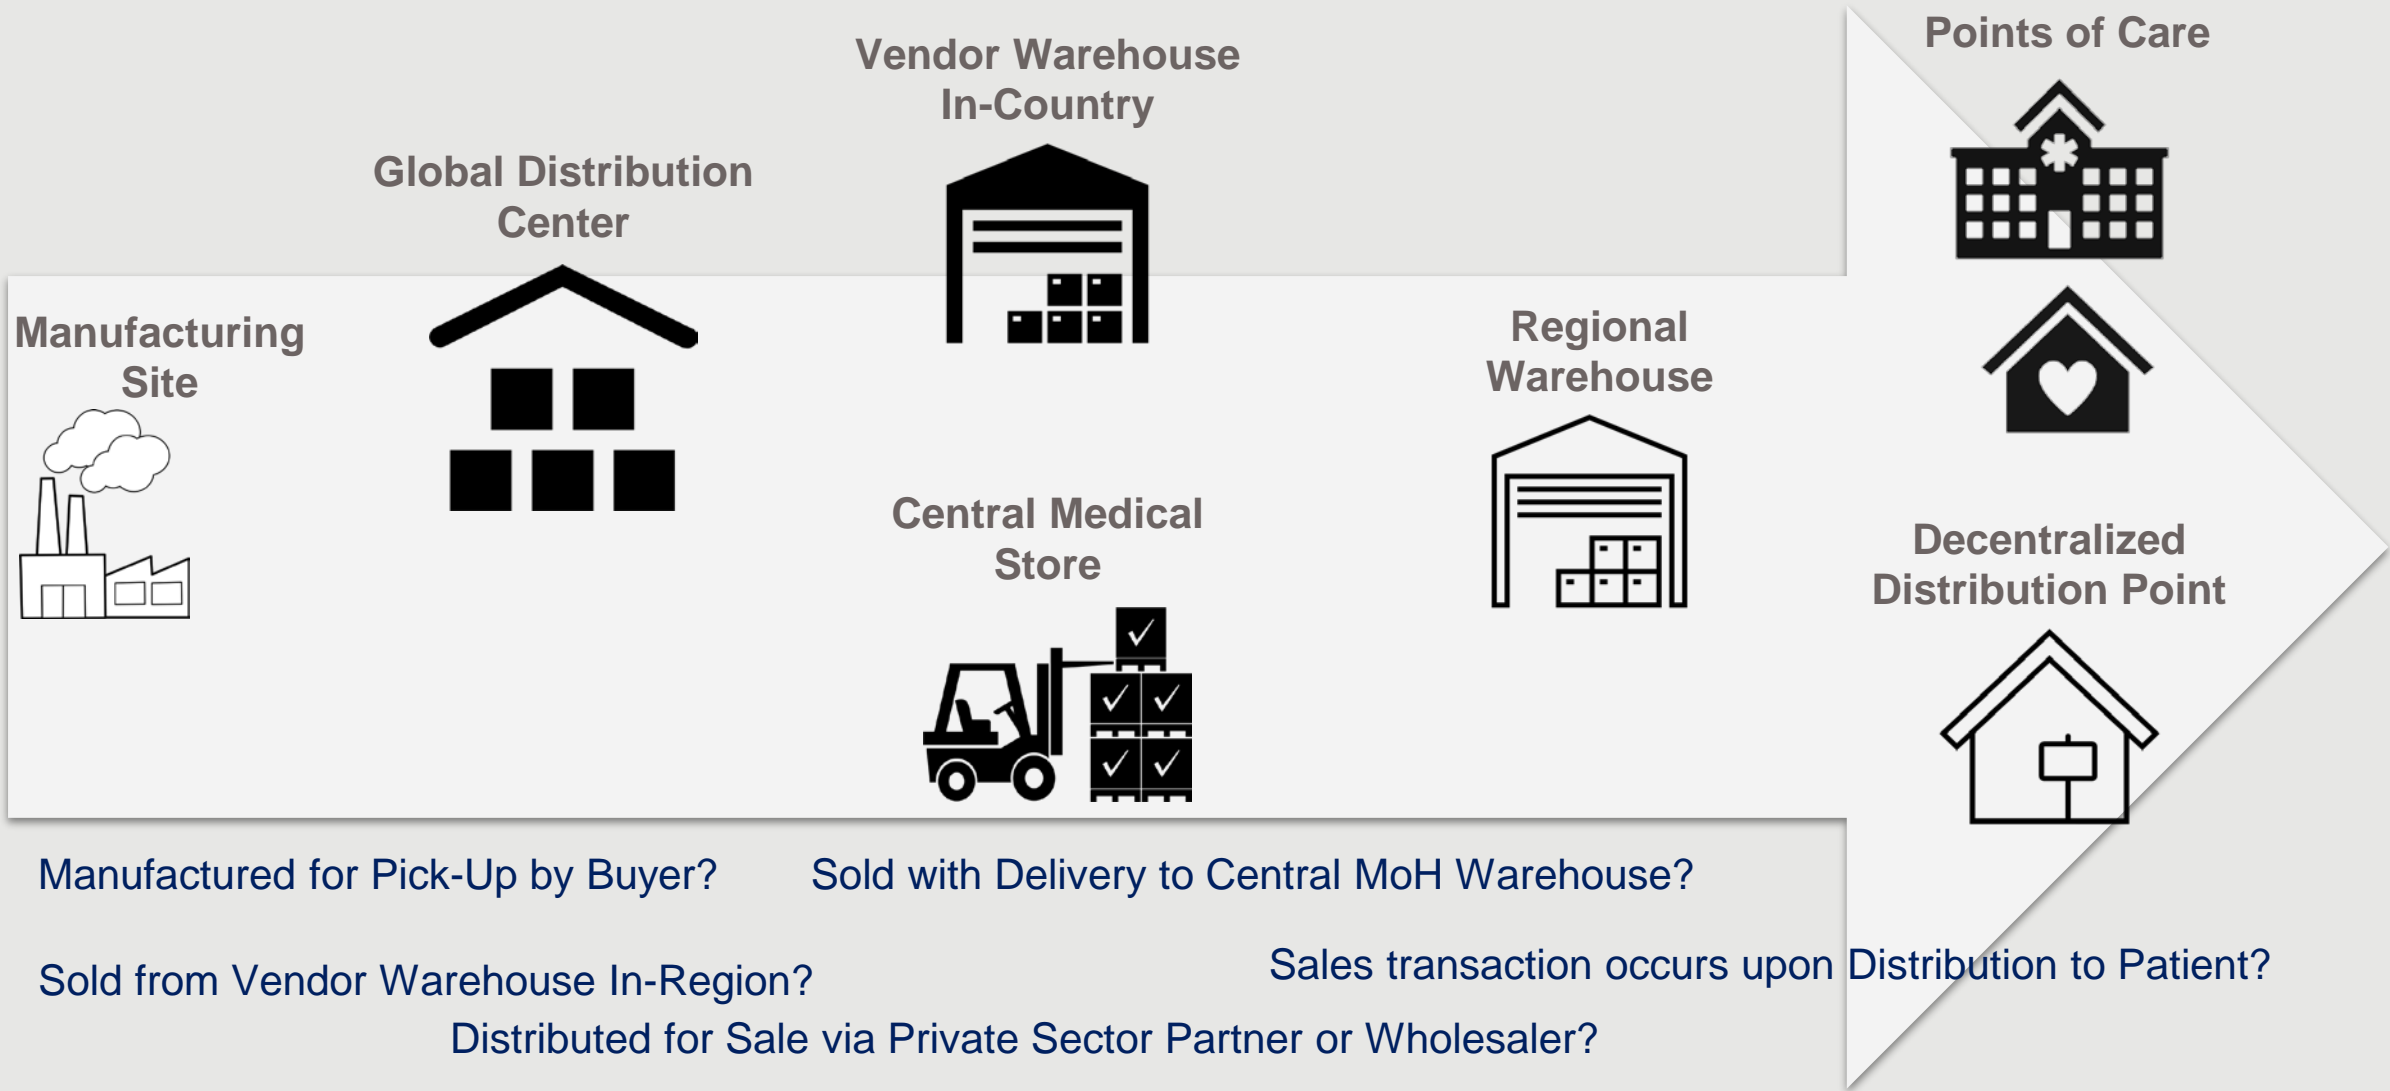 Points of Care
Vendor Warehouse
In-Country
Global Distribution
Center
Manufacturing
Site
Regional
Warehouse
Central Medical
Store
Decentralized
Distribution Point
Manufactured for Pick-Up by Buyer?
Sold with Delivery to Central MoH Warehouse?
Sold from Vendor Warehouse In-Region?
Sales transaction occurs upon Distribution to Patient?
Distributed for Sale via Private Sector Partner or Wholesaler?